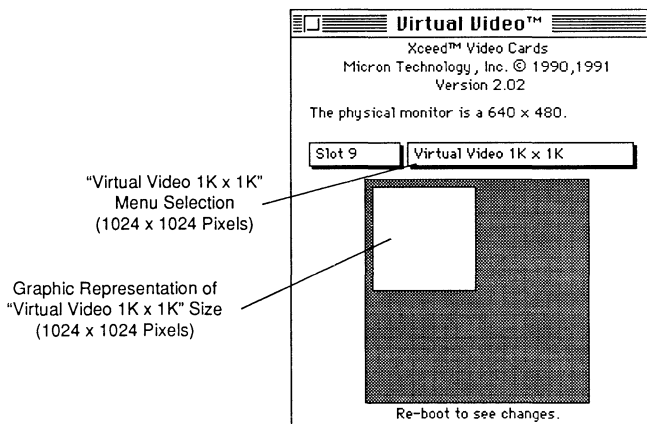 Virtual Video™
Xceed™ Video Cards
Micron Technology, Inc. © 1990,1991
Version 2.02
The physical monitor is a 640 x 480.
Slot 9
Virtual Video 1K x 1K
“Virtual Video 1K x 1K”
Menu Selection
(1024 x 1024 Pixels)
Graphic Representation of
“Virtual Video 1K x 1K” Size
(1024 x 1024 Pixels)
Re-boot to see changes.